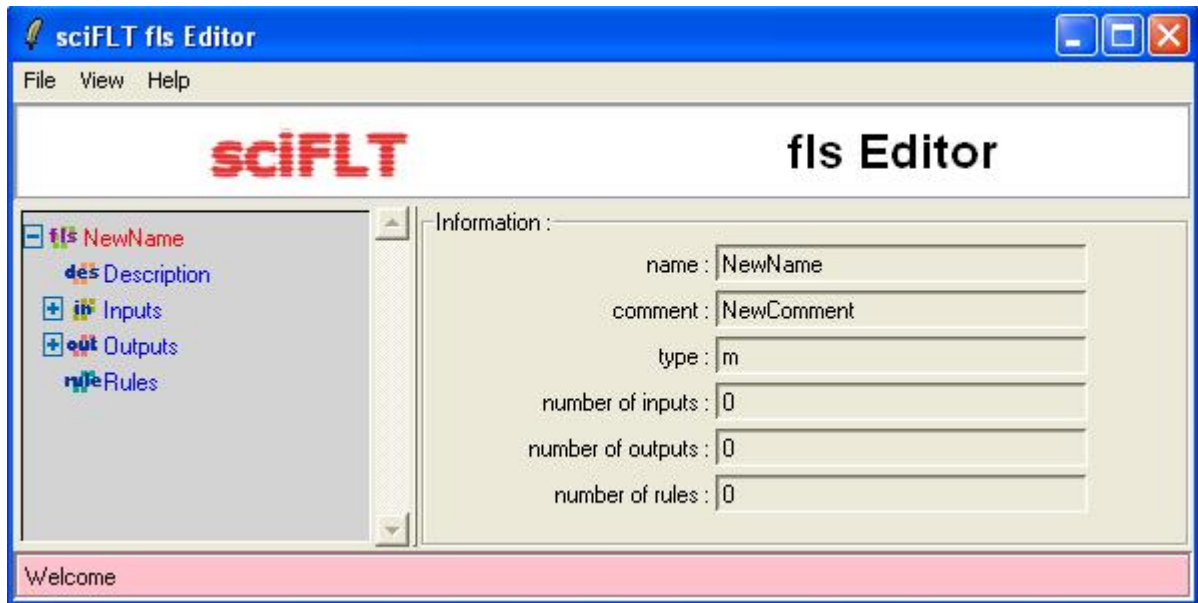 sciFLT fls Editor
File View Help
sciFLT fls Editor
fls NewName
des Description
in Inputs
out Outputs
rule Rules
Information :
name : NewName
comment : NewComment
type : m
number of inputs : 0
number of outputs : 0
number of rules : 0
Welcome